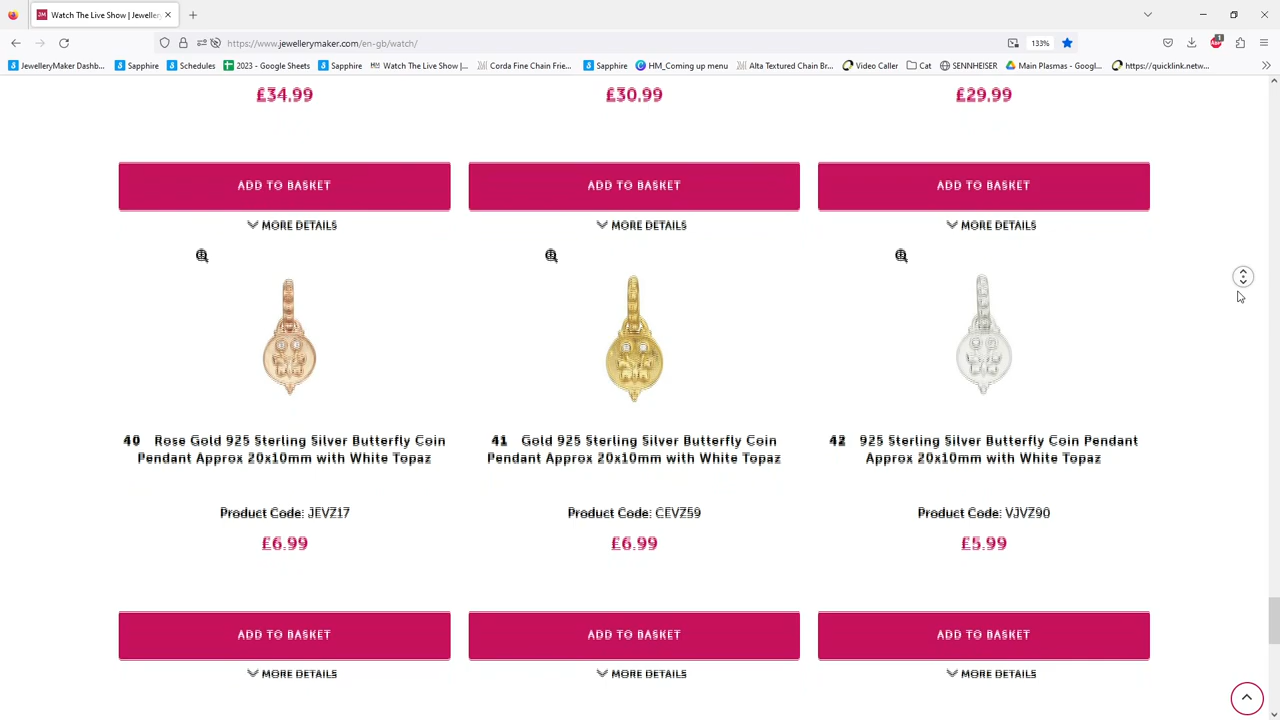 Watch The Live Show | Jeweller
https://www.jewellerymaker.com/en-gb/watch/
133%
1
JewelleryMaker Dashb...
Sapphire
Schedules
2023 - Google Sheets
Sapphire
Watch The Live Show |...
Corda Fine Chain Frie...
Sapphire
HM_Coming up menu
Alta Textured Chain Br...
Video Caller
Cat
SENNHEISER
Main Plasmas - Googl...
https://quicklink.netw...
£34.99 £30.99 £29.99
ADD TO BASKET ADD TO BASKET ADD TO BASKET
MORE DETAILS MORE DETAILS MORE DETAILS
40 Rose Gold 925 Sterling Silver Butterfly Coin
Pendant Approx 20x10mm with White Topaz
41 Gold 925 Sterling Silver Butterfly Coin
Pendant Approx 20x10mm with White Topaz
42 925 Sterling Silver Butterfly Coin Pendant
Approx 20x10mm with White Topaz
Product Code: JEVZ17 Product Code: CEVZ59 Product Code: VJVZ90
£6.99 £6.99 £5.99
ADD TO BASKET ADD TO BASKET ADD TO BASKET
MORE DETAILS MORE DETAILS MORE DETAILS